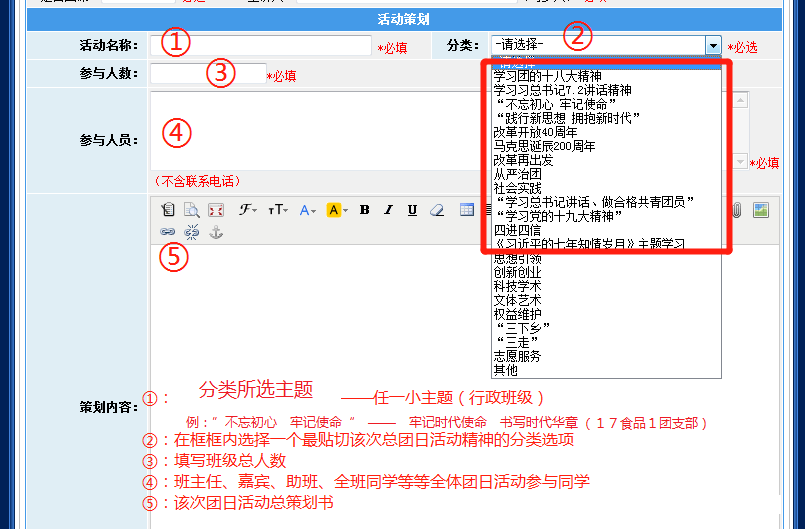 活动策划
活动名称：
①
*必填
分类：
-请选择-
②
*必选
参与人数：
③
*必填
-请选择-
学习团的十八大精神
学习习总书记7.2讲话精神
“不忘初心 牢记使命”
“践行新思想 拥抱新时代”
改革开放40周年
马克思诞辰200周年
改革再出发
从严治团
社会实践
“学习总书记讲话、做合格共青团员”
“学习党的十九大精神”
四进四信
《习近平的七年知情岁月》主题学习
思想引领
创新创业
科技学术
文体艺术
权益维护
“三下乡”
“三走”
志愿服务
其他
参与人员：
④
*必填
（不含联系电话）
⑤
策划内容：
①： 分类所选主题 ——任一小主题（行政班级）
例：”不忘初心 牢记使命 “ —— 牢记时代使命 书写时代华章（１７食品１团支部）
②：在框框内选择一个最贴切该次总团日活动精神的分类选项
③：填写班级总人数
④：班主任、嘉宾、助班、全班同学等等全体团日活动参与同学
⑤：该次团日活动总策划书